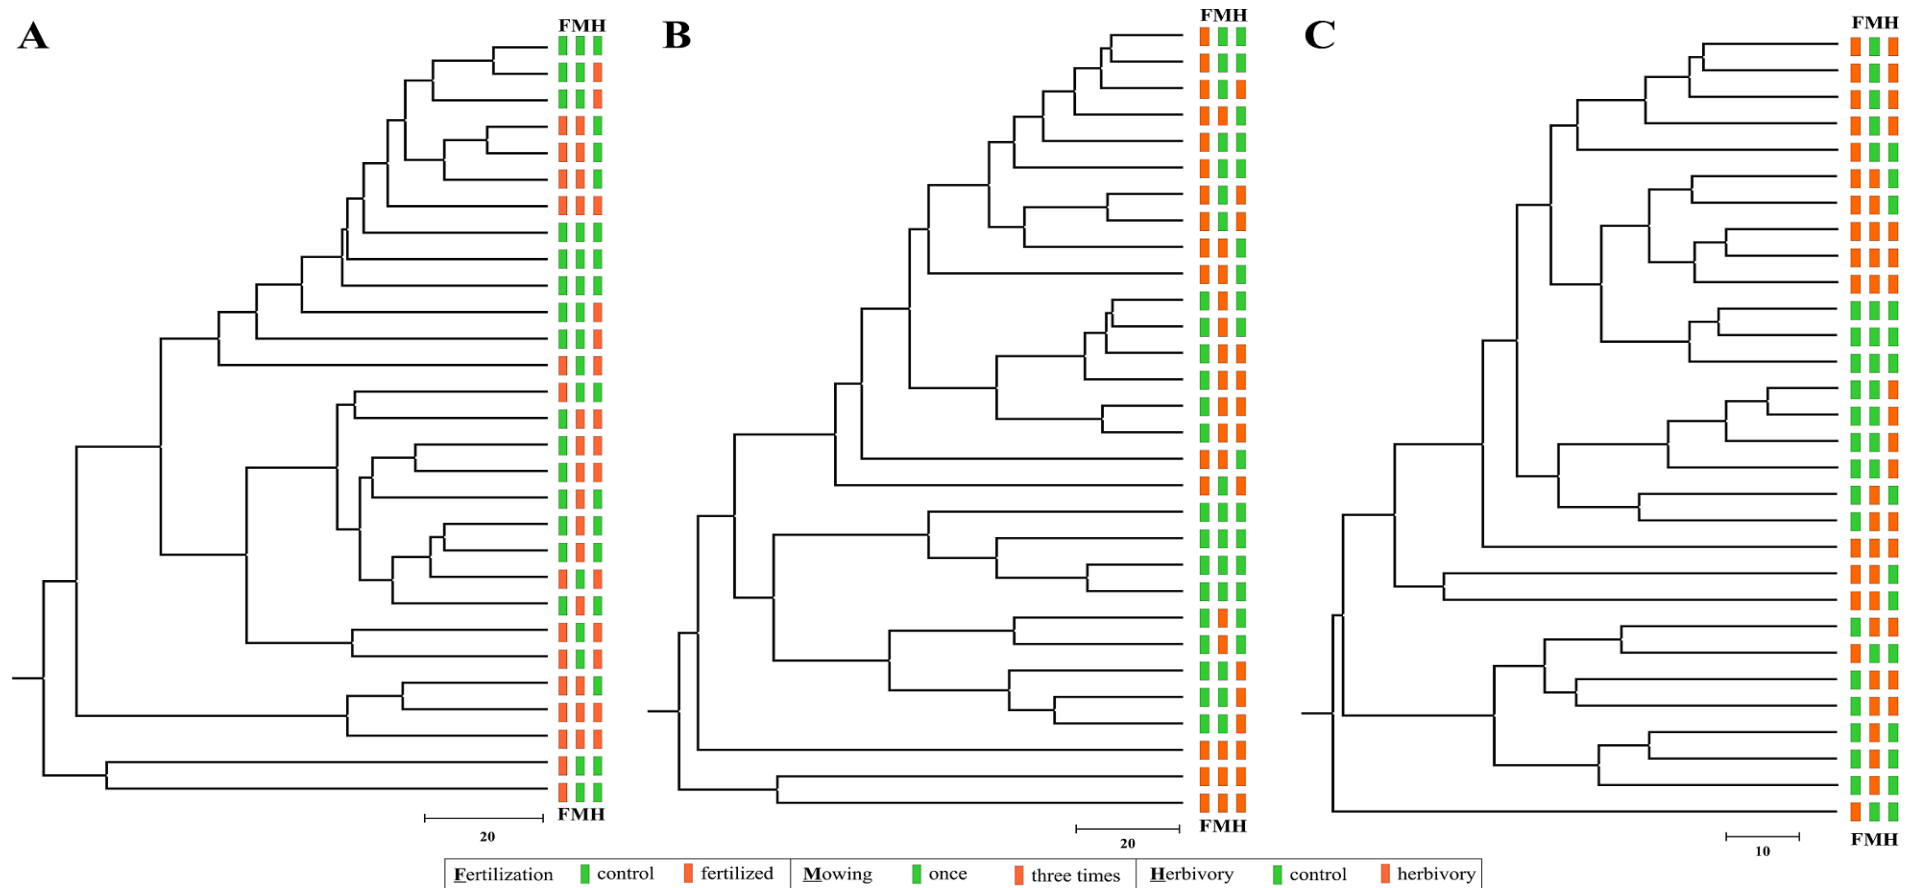 A
FMH
FMH
20
B
FMH
FMH
20
C
FMH
FMH
10
Fertilization control fertilized Mowing once three times Herbivory control herbivory